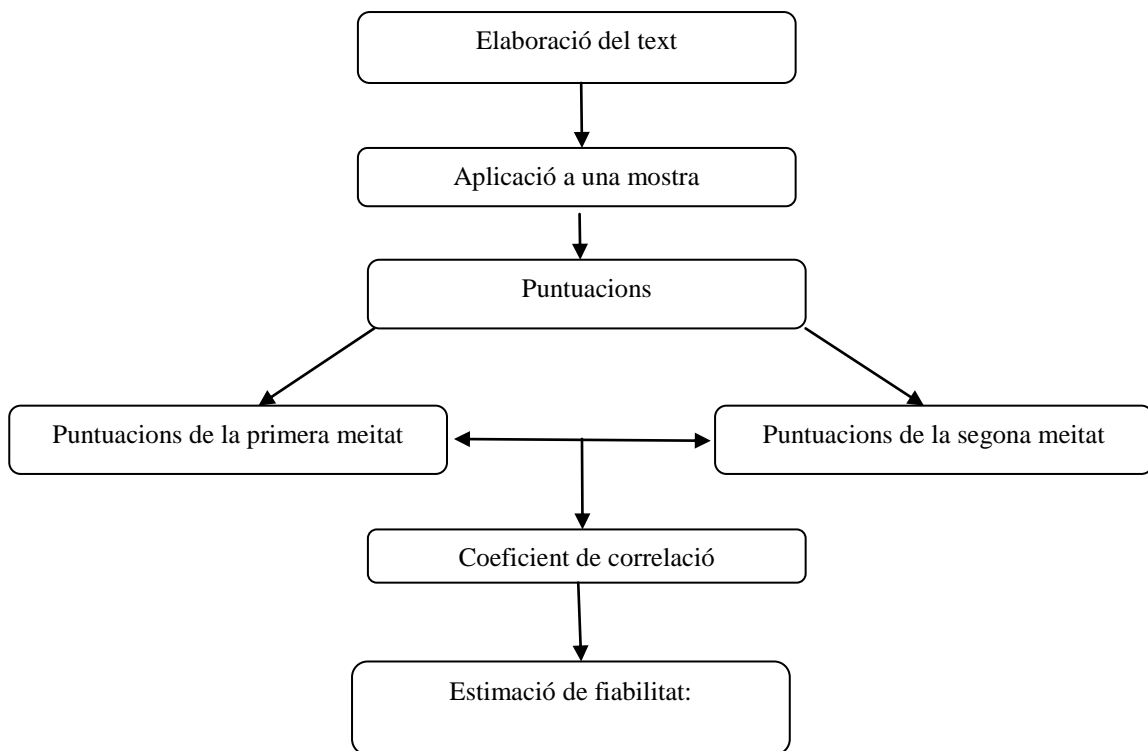 Elaboració del text
Aplicació a una mostra
Puntuacions
Puntuacions de la primera meitat
Puntuacions de la segona meitat
Coeficient de correlació
Estimació de fiabilitat: